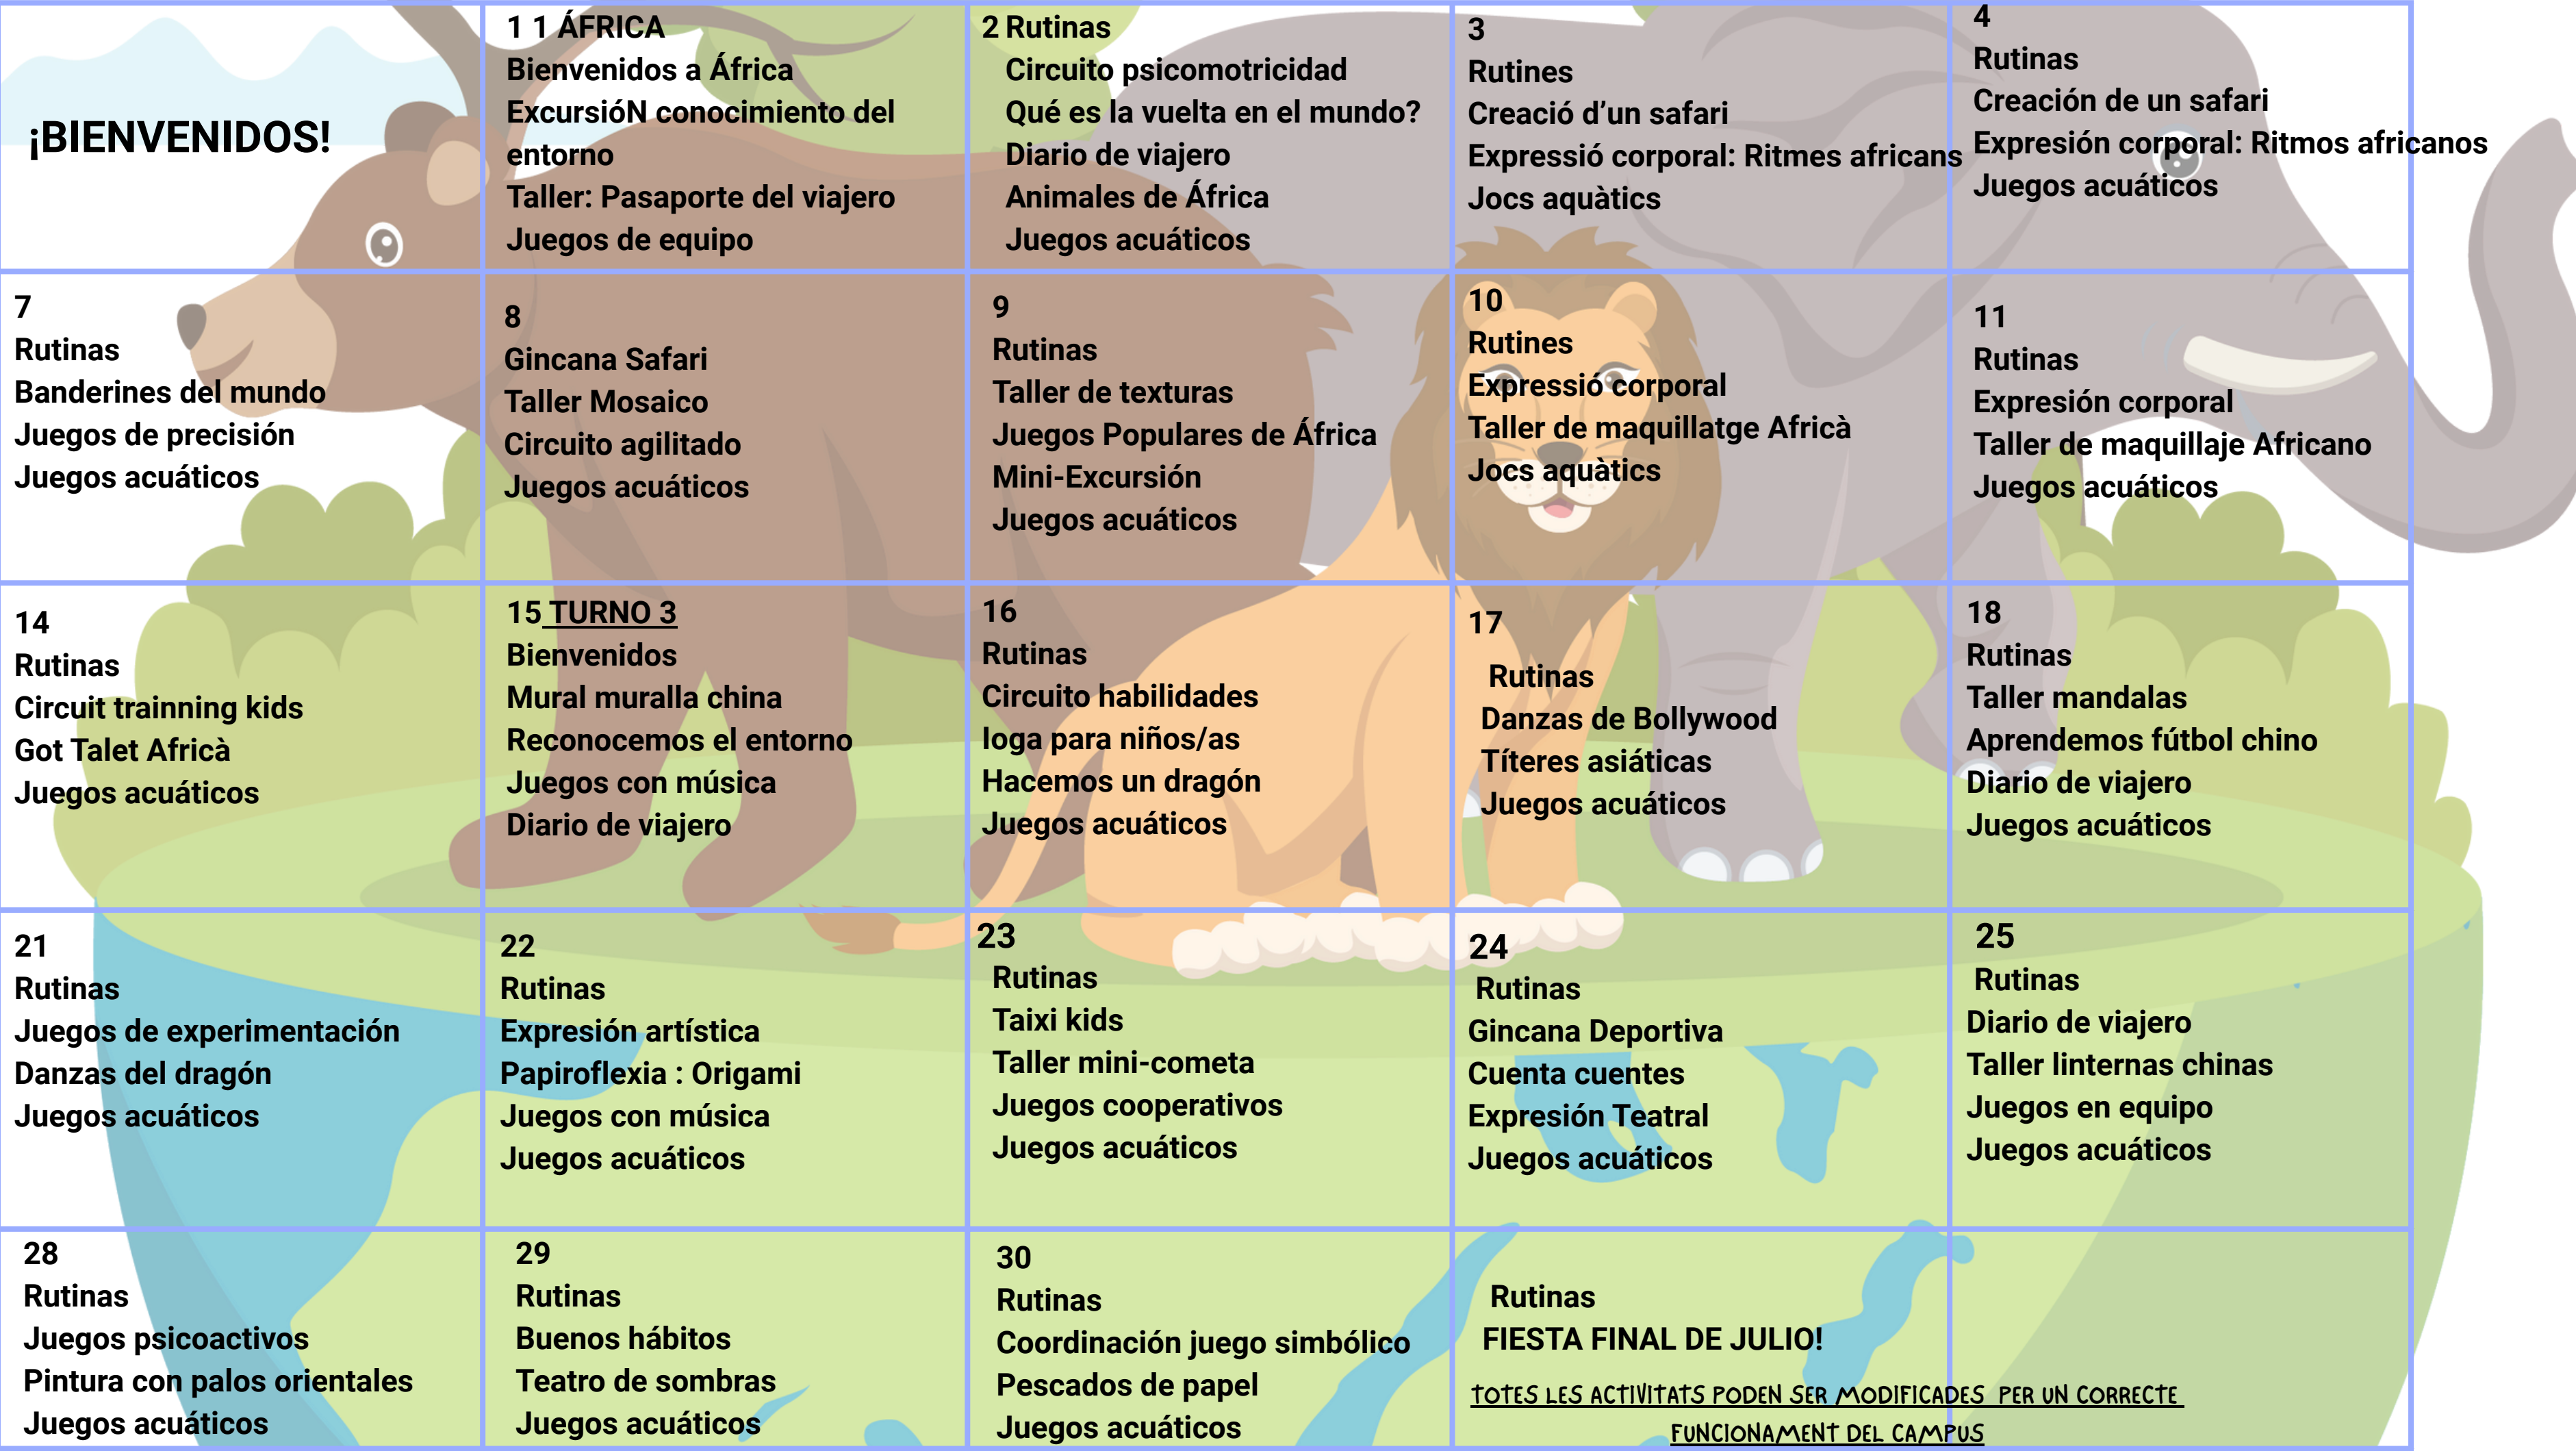 ¡BIENVENIDOS!
1 1 ÁFRICA
Bienvenidos a África
ExcursióN conocimiento del
entorno
Taller: Pasaporte del viajero
Juegos de equipo
2 Rutinas
Circuito psicomotricidad
Qué es la vuelta en el mundo?
Diario de viajero
Animales de África
Juegos acuáticos
3
Rutines
Creació d’un safari
Expressió corporal: Ritmes africans
Jocs aquàtics
4
Rutinas
Creación de un safari
Expresión corporal: Ritmos africanos
Juegos acuáticos
7
Rutinas
Banderines del mundo
Juegos de precisión
Juegos acuáticos
8
Gincana Safari
Taller Mosaico
Circuito agilitado
Juegos acuáticos
9
Rutinas
Taller de texturas
Juegos Populares de África
Mini-Excursión
Juegos acuáticos
10
Rutines
Expressió corporal
Taller de maquillatge Africà
Jocs aquàtics
11
Rutinas
Expresión corporal
Taller de maquillaje Africano
Juegos acuáticos
14
Rutinas
Circuit trainning kids
Got Talet Africà
Juegos acuáticos
15 TURNO 3
Bienvenidos
Mural muralla china
Reconocemos el entorno
Juegos con música
Diario de viajero
16
Rutinas
Circuito habilidades
Ioga para niños/as
Hacemos un dragón
Juegos acuáticos
17
Rutinas
Danzas de Bollywood
Títeres asiáticas
Juegos acuáticos
18
Rutinas
Taller mandalas
Aprendemos fútbol chino
Diario de viajero
Juegos acuáticos
21
Rutinas
Juegos de experimentación
Danzas del dragón
Juegos acuáticos
22
Rutinas
Expresión artística
Papiroflexia : Origami
Juegos con música
Juegos acuáticos
23
Rutinas
Taixi kids
Taller mini-cometa
Juegos cooperativos
Juegos acuáticos
24
Rutinas
Gincana Deportiva
Cuenta cuentes
Expresión Teatral
Juegos acuáticos
25
Rutinas
Diario de viajero
Taller linternas chinas
Juegos en equipo
Juegos acuáticos
28
Rutinas
Juegos psicoactivos
Pintura con palos orientales
Juegos acuáticos
29
Rutinas
Buenos hábitos
Teatro de sombras
Juegos acuáticos
30
Rutinas
Coordinación juego simbólico
Pescados de papel
Juegos acuáticos
Rutinas
FIESTA FINAL DE JULIO!
TOTES LES ACTIVITATS PODEN SER MODIFICADES PER UN CORRECTE
FUNCIONAMENT DEL CAMPUS